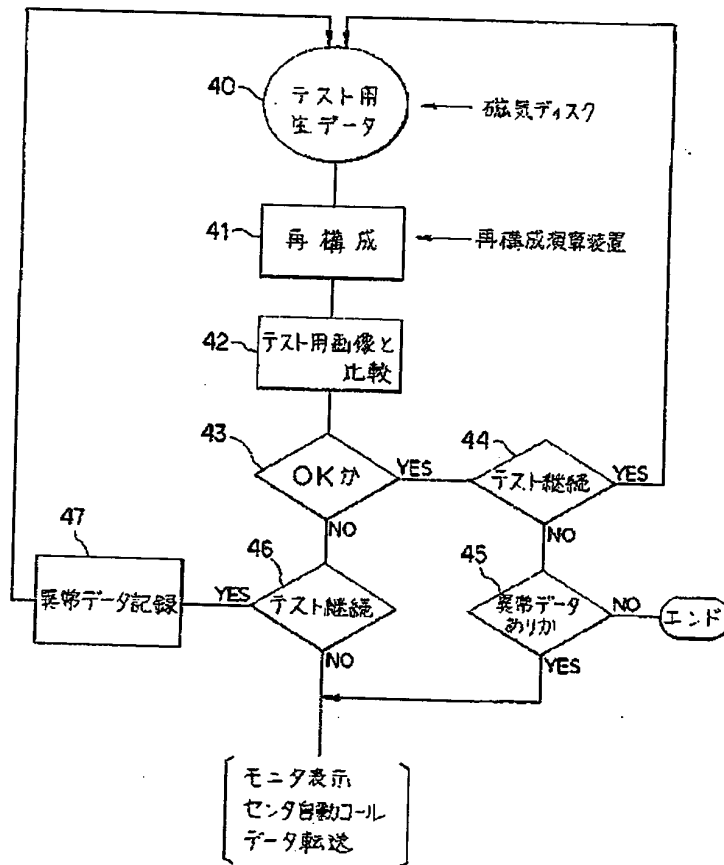 40
テスト用
生データ
磁気ディスク
41
再構成
再構成演算装置
42
テスト用画像と
比較
43
OKか
YES
NO
44
テスト継続
YES
NO
47
異常データ記録
46
YES
テスト継続
NO
45
異常データ
ありか
NO
YES
エンド
モニタ表示
センタ自動コール
データ転送